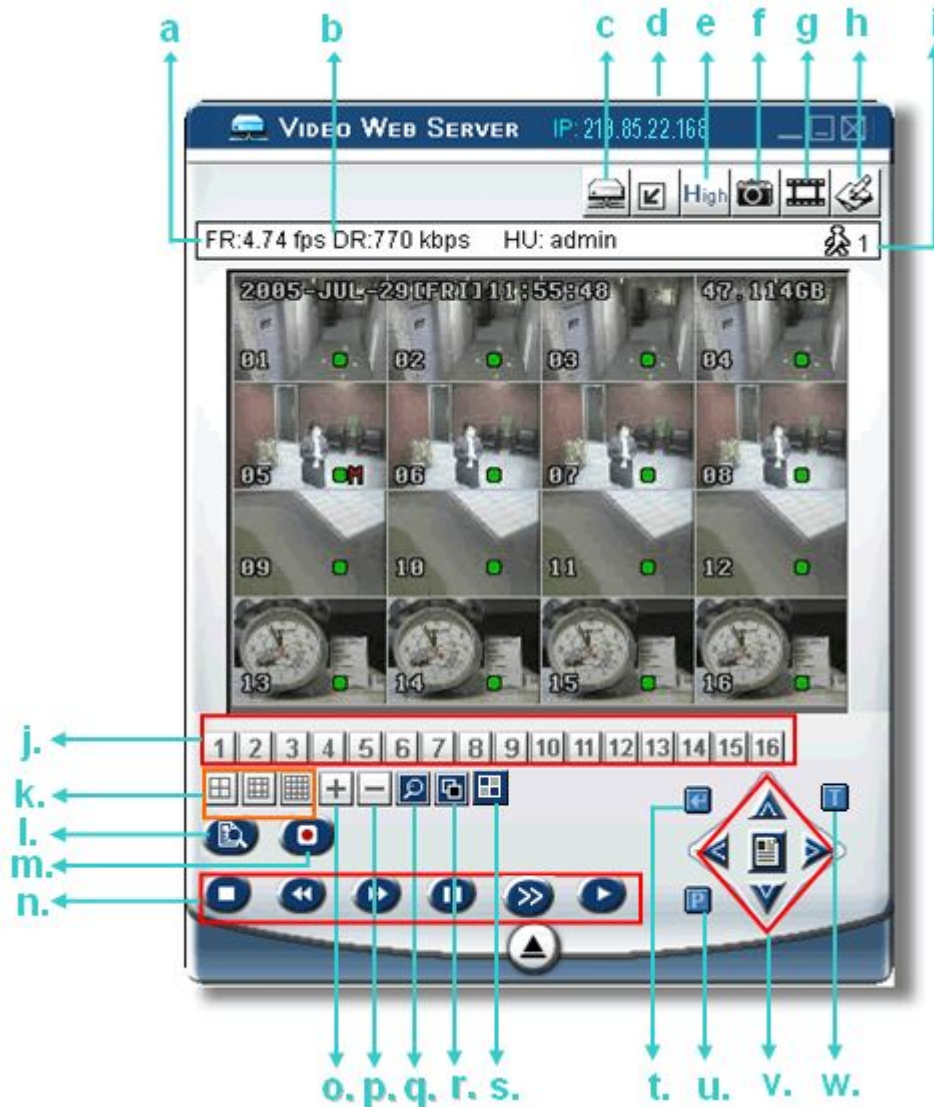 a b c d e f g h i
VIDEO WEB SERVER IP: 219.85.22.168
High
FR:4.74 fps DR:770 kbps HU: admin 1
2005-JUL-29[FRI]11:55:48 47.114GB
01 02 03 04
05 M 06 07 08
09 10 11 12
13 14 15 16
j. 1 2 3 4 5 6 7 8 9 10 11 12 13 14 15 16
k.
T
l.
m.
n.
P
o. p. q. r. s. t. u. v. w.